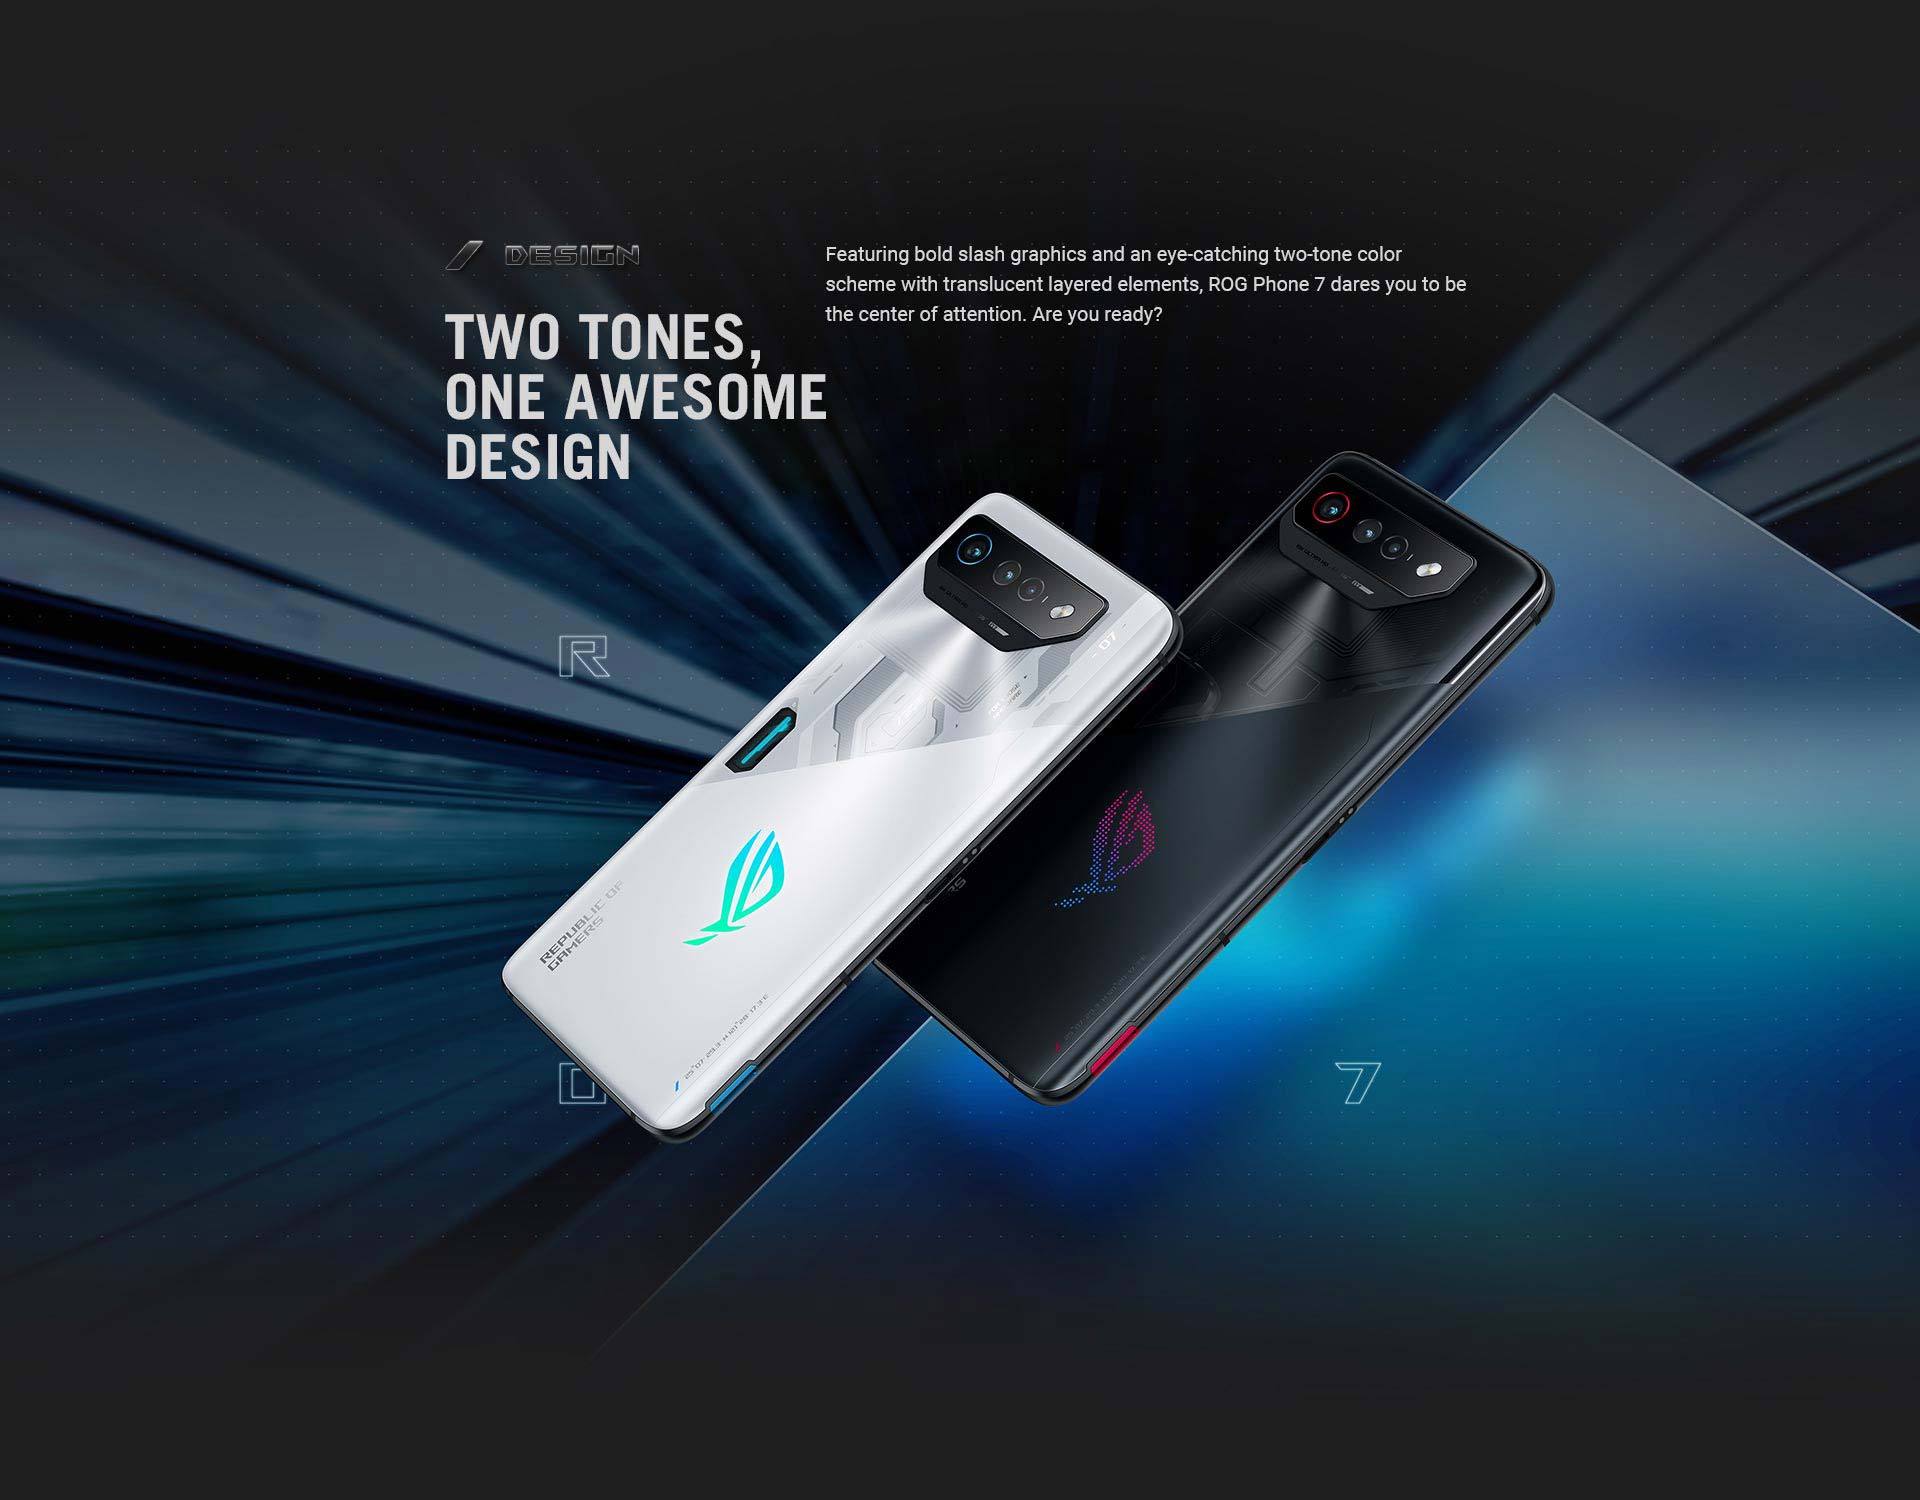 DESIGN
TWO TONES,
ONE AWESOME
DESIGN
Featuring bold slash graphics and an eye-catching two-tone color
scheme with translucent layered elements, ROG Phone 7 dares you to be
the center of attention. Are you ready?
R
07
REPUBLIC OF
GAMERS
7